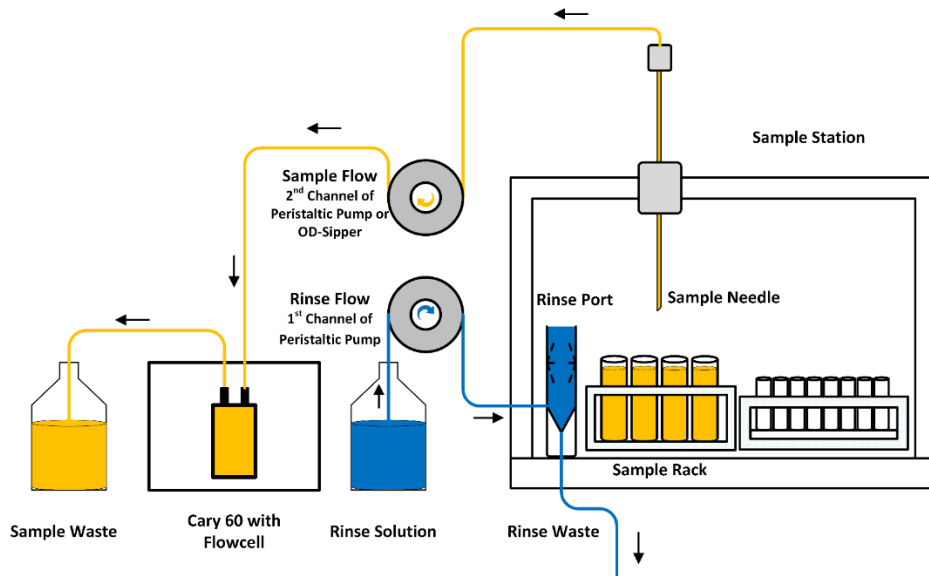 Sample Station
Sample Flow
2nd Channel of
Peristaltic Pump or
OD-Sipper
Rinse Flow
1st Channel of
Peristaltic Pump
Rinse Port
Sample Needle
Sample Rack
Sample Waste
Cary 60 with
Flowcell
Rinse Solution
Rinse Waste